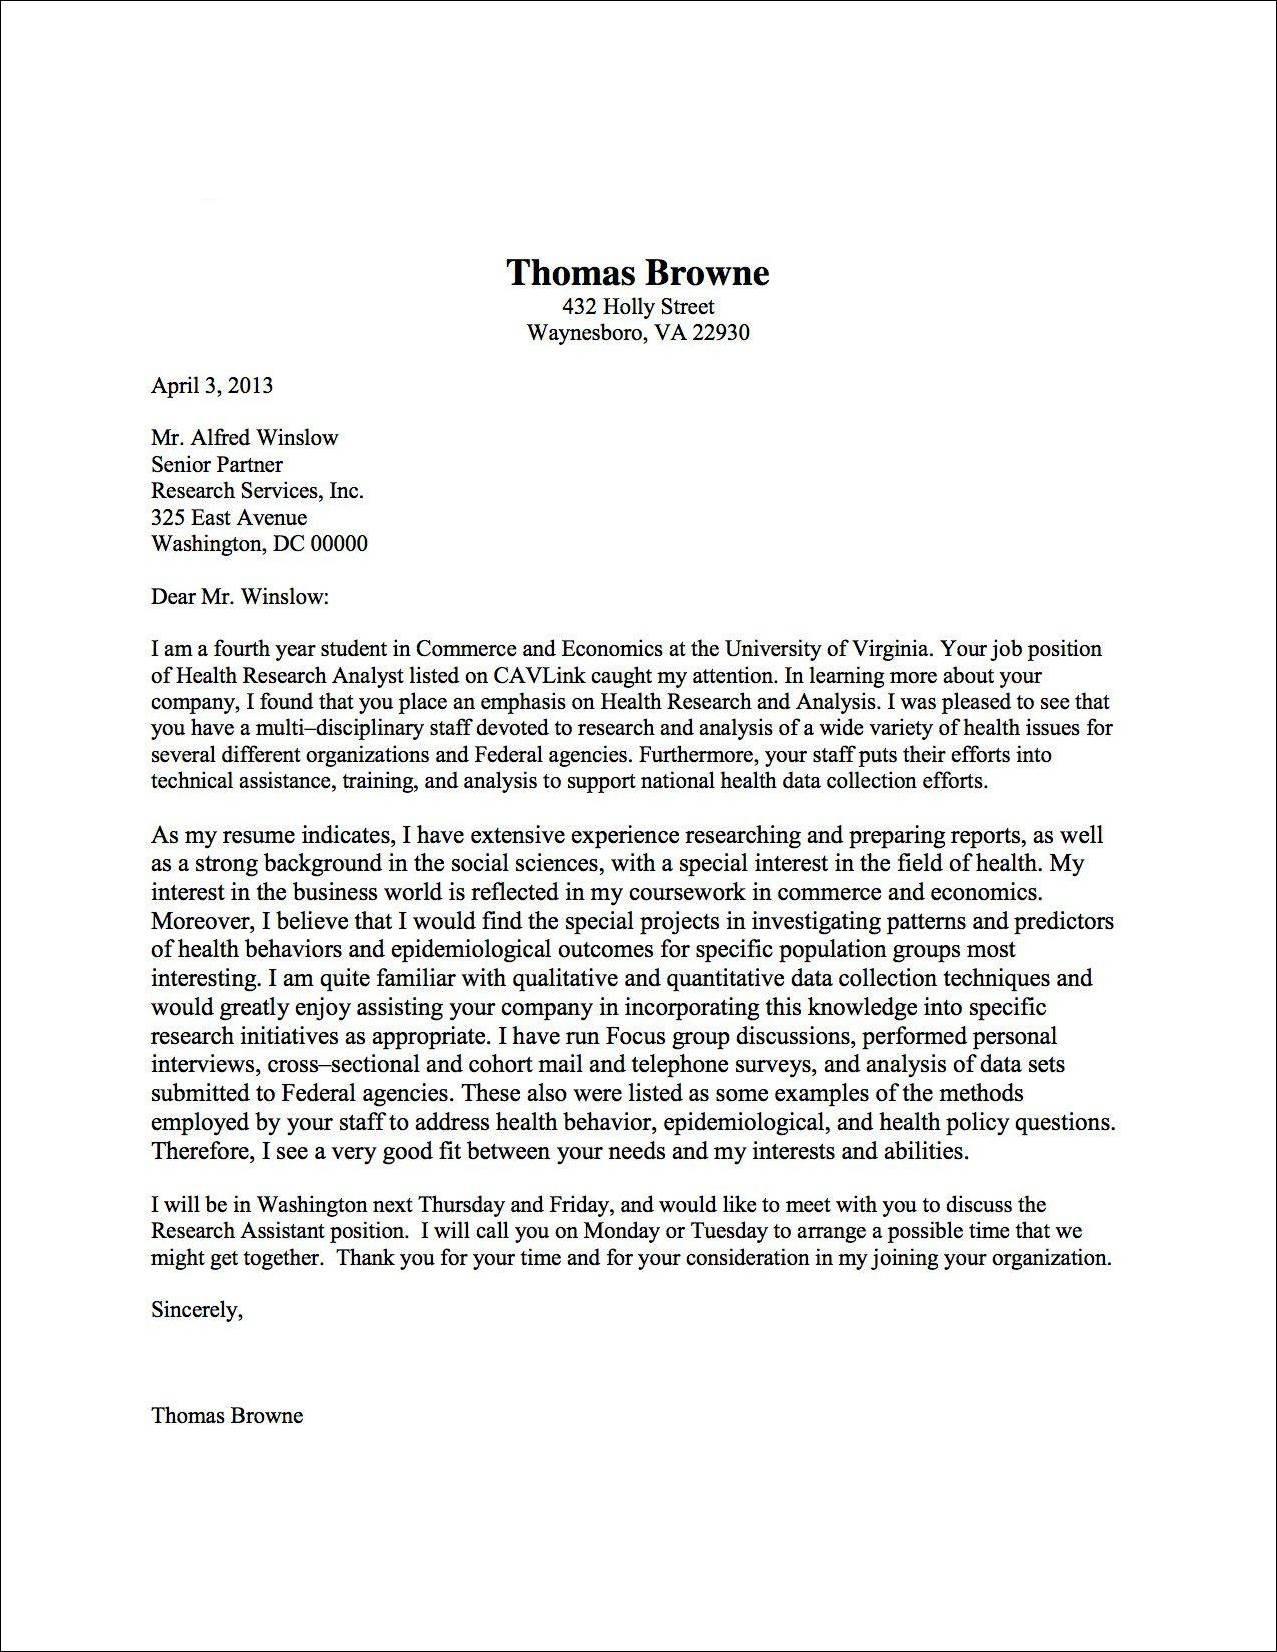 Thomas Browne
432 Holly Street
Waynesboro, VA 22930
April 3, 2013
Mr. Alfred Winslow
Senior Partner
Research Services, Inc.
325 East Avenue
Washington, DC 00000
Dear Mr. Winslow:
I am a fourth year student in Commerce and Economics at the University of Virginia. Your job position
of Health Research Analyst listed on CAVLink caught my attention. In learning more about your
company, I found that you place an emphasis on Health Research and Analysis. I was pleased to see that
you have a multi–disciplinary staff devoted to research and analysis of a wide variety of health issues for
several different organizations and Federal agencies. Furthermore, your staff puts their efforts into
technical assistance, training, and analysis to support national health data collection efforts.
As my resume indicates, I have extensive experience researching and preparing reports, as well
as a strong background in the social sciences, with a special interest in the field of health. My
interest in the business world is reflected in my coursework in commerce and economics.
Moreover, I believe that I would find the special projects in investigating patterns and predictors
of health behaviors and epidemiological outcomes for specific population groups most
interesting. I am quite familiar with qualitative and quantitative data collection techniques and
would greatly enjoy assisting your company in incorporating this knowledge into specific
research initiatives as appropriate. I have run Focus group discussions, performed personal
interviews, cross–sectional and cohort mail and telephone surveys, and analysis of data sets
submitted to Federal agencies. These also were listed as some examples of the methods
employed by your staff to address health behavior, epidemiological, and health policy questions.
Therefore, I see a very good fit between your needs and my interests and abilities.
I will be in Washington next Thursday and Friday, and would like to meet with you to discuss the
Research Assistant position.  I will call you on Monday or Tuesday to arrange a possible time that we
might get together.  Thank you for your time and for your consideration in my joining your organization.
Sincerely,
Thomas Browne